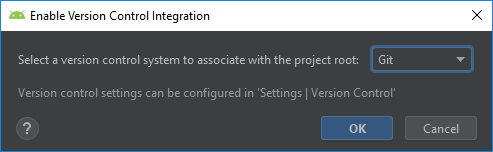 Enable Version Control Integration
Select a version control system to associate with the project root: Git
Version control settings can be configured in 'Settings | Version Control'
? OK Cancel